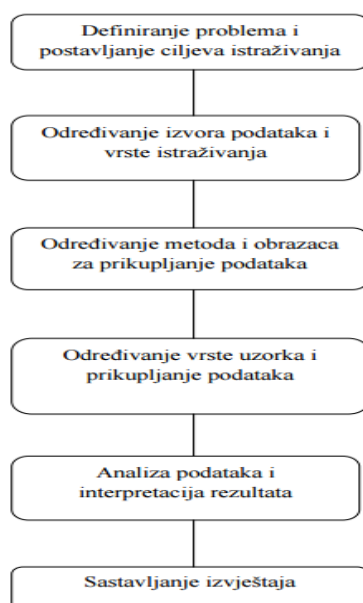 Definiranje problema i
postavljanje ciljeva istraživanja
Određivanje izvora podataka i
vrste istraživanja
Određivanje metoda i obrazaca
za prikupljanje podataka
Određivanje vrste uzorka i
prikupljanje podataka
Analiza podataka i
interpretacija rezultata
Sastavljanje izvještaja